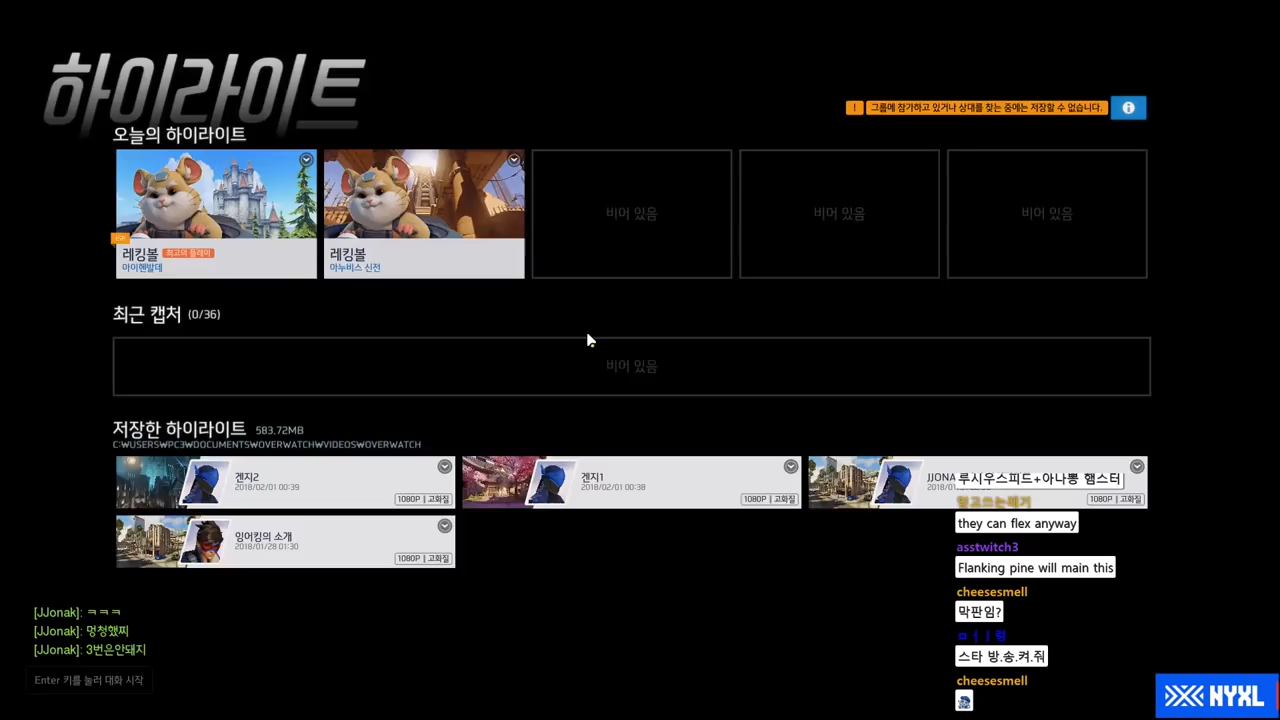 하이라이트
! 그룹에 참가하고 있거나 상대를 찾는 중에는 저장할 수 없습니다.
오늘의 하이라이트
레킹볼 최고의 플레이
아이헨발데
레킹볼
아누비스 신전
비어 있음
비어 있음
비어 있음
최근 캡처 (0/36)
비어 있음
저장한 하이라이트 583.72MB
C:₩USERS₩PC3₩DOCUMENTS₩OVERWATCH₩VIDEOS₩OVERWATCH
겐지2
2018/02/01 00:39
1080P | 고화질
겐지1
2018/02/01 00:38
1080P | 고화질
JJONA
1080P | 고화질
잉어킹의 소개
2018/01/28 01:30
1080P | 고화질
루시우스피드+아나뽕 햄스터
they can flex anyway
asstwitch3
Flanking pine will main this
cheesesmell
막판임?
스타 방.송.켜.줘
cheesesmell
[JJonak]: ㅋㅋㅋ
[JJonak]: 멍청했찌
[JJonak]: 3번은안돼지
Enter 키를 눌러 대화 시작
NYXL